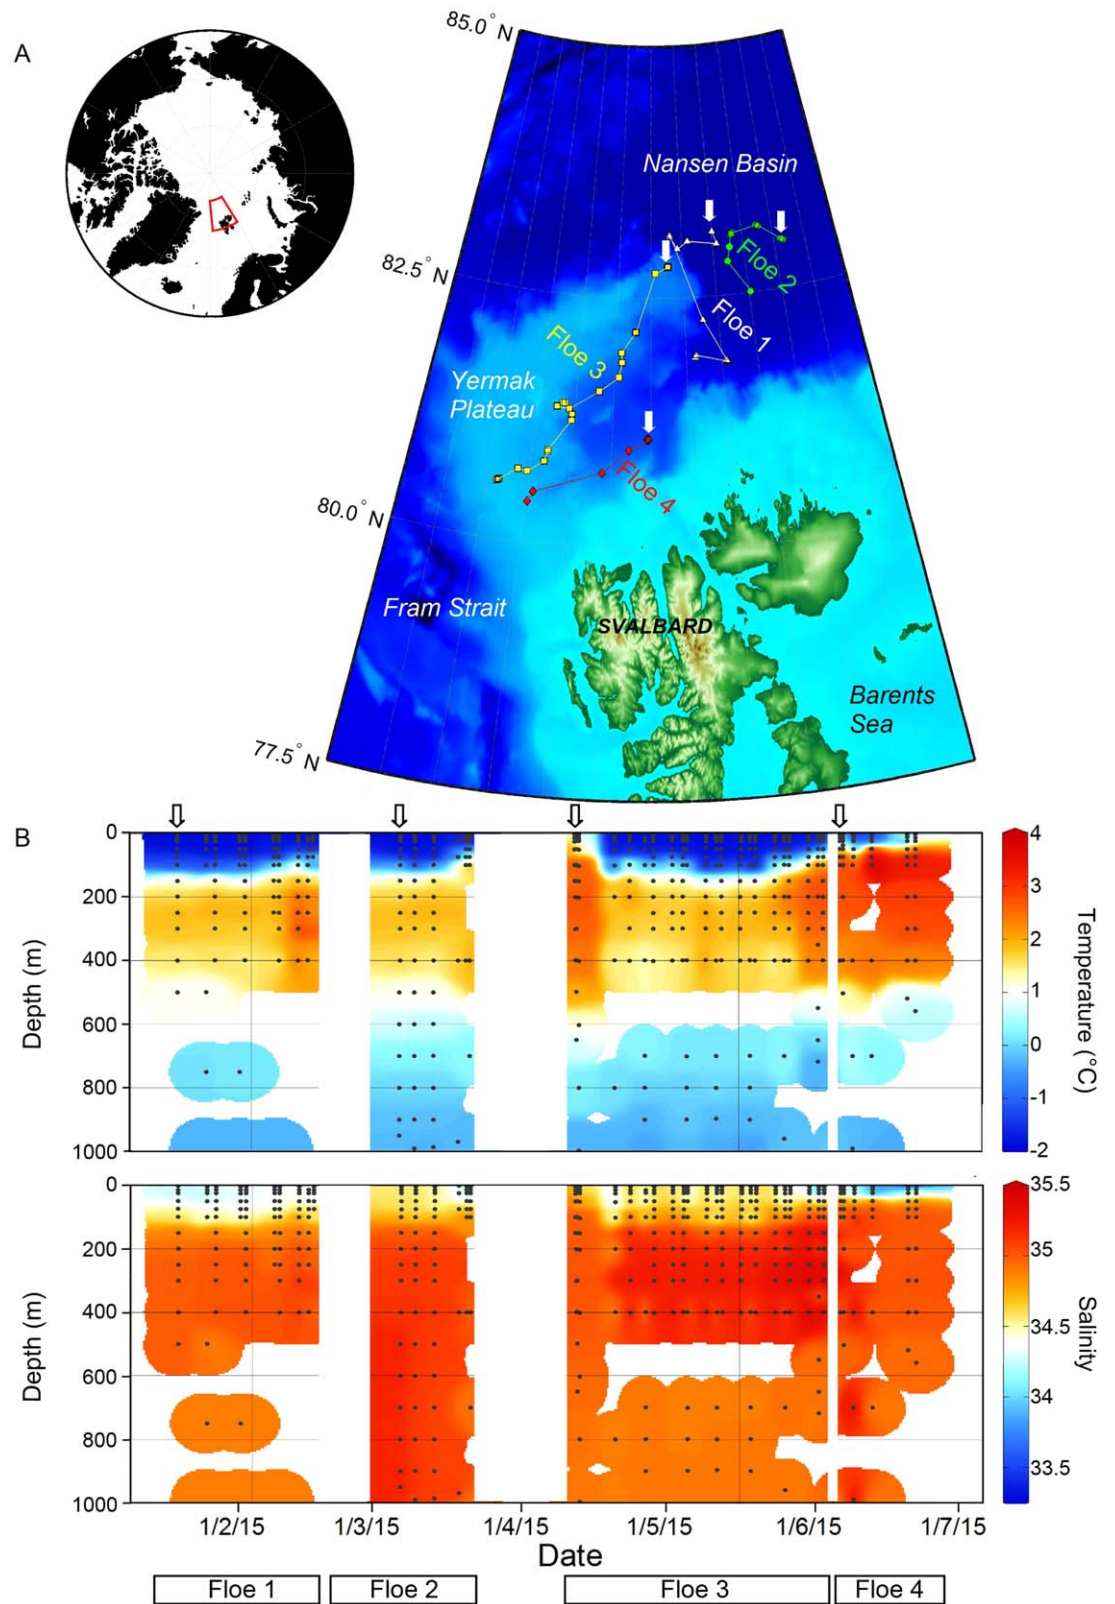 A
85.0° N
Nansen Basin
82.5° N
Floe 2
Floe 1
Floe 3
Yermak
Plateau
Floe 4
80.0° N
Fram Strait
SVALBARD
Barents
Sea
77.5° N
B
0
200
400
600
800
1000
Depth (m)
4
3
2
1
0
-1
-2
Temperature (°C)
0
200
400
600
800
1000
Depth (m)
35.5
35
34.5
34
33.5
Salinity
1/2/15
1/3/15
1/4/15
1/5/15
1/6/15
1/7/15
Date
Floe 1
Floe 2
Floe 3
Floe 4